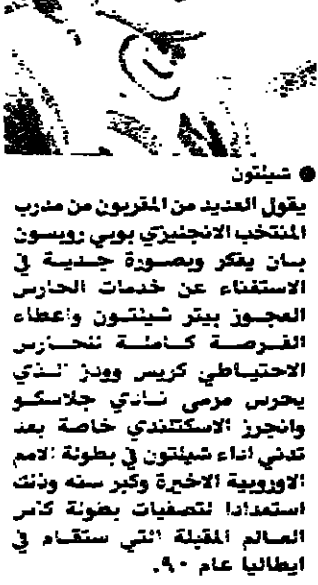 ● شيلتون
يقول العديد من المقربون من مدرب
المنتخب الانجليزي بوبي روبسون
بان يفكر وبصورة جدية في
الاستغناء عن خدمات الحارس
العجوز بيتر شيلتون واعطاء
الفرصة كاملة للحارس
الاحتياطي كريس وودز الذي
يحرس مرمى نادي جلاسكو
وانجرز الاسكتلندي خاصة بعد
تدني اداء شيلتون في بطولة الامم
الاوروبية الاخيرة وكبر سنه وذلك
استعدادا لتصفيات بطولة كاس
العالم المقبلة التي ستقام في
ايطاليا عام ٩٠.